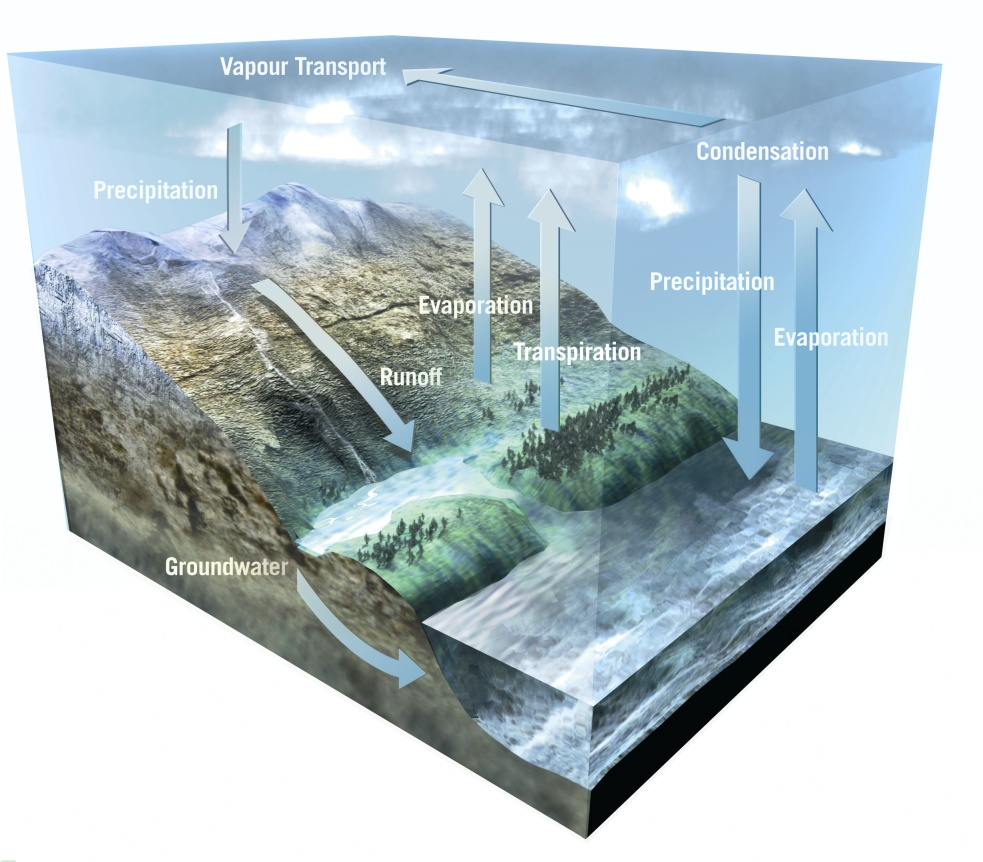 Vapour Transport
Condensation
Precipitation
Precipitation
Evaporation
Evaporation
Transpiration
Runoff
Groundwater